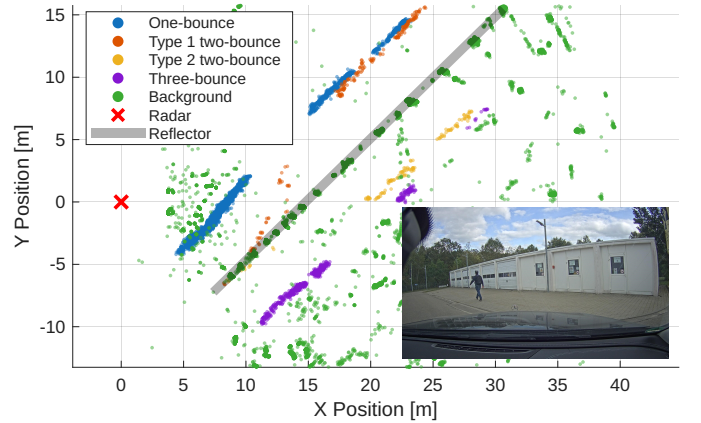 One-bounce
Type 1 two-bounce
Type 2 two-bounce
Three-bounce
Background
Radar
Reflector
15
10
5
0
-5
-10
Y Position [m]
0 5 10 15 20 25 30 35 40
X Position [m]